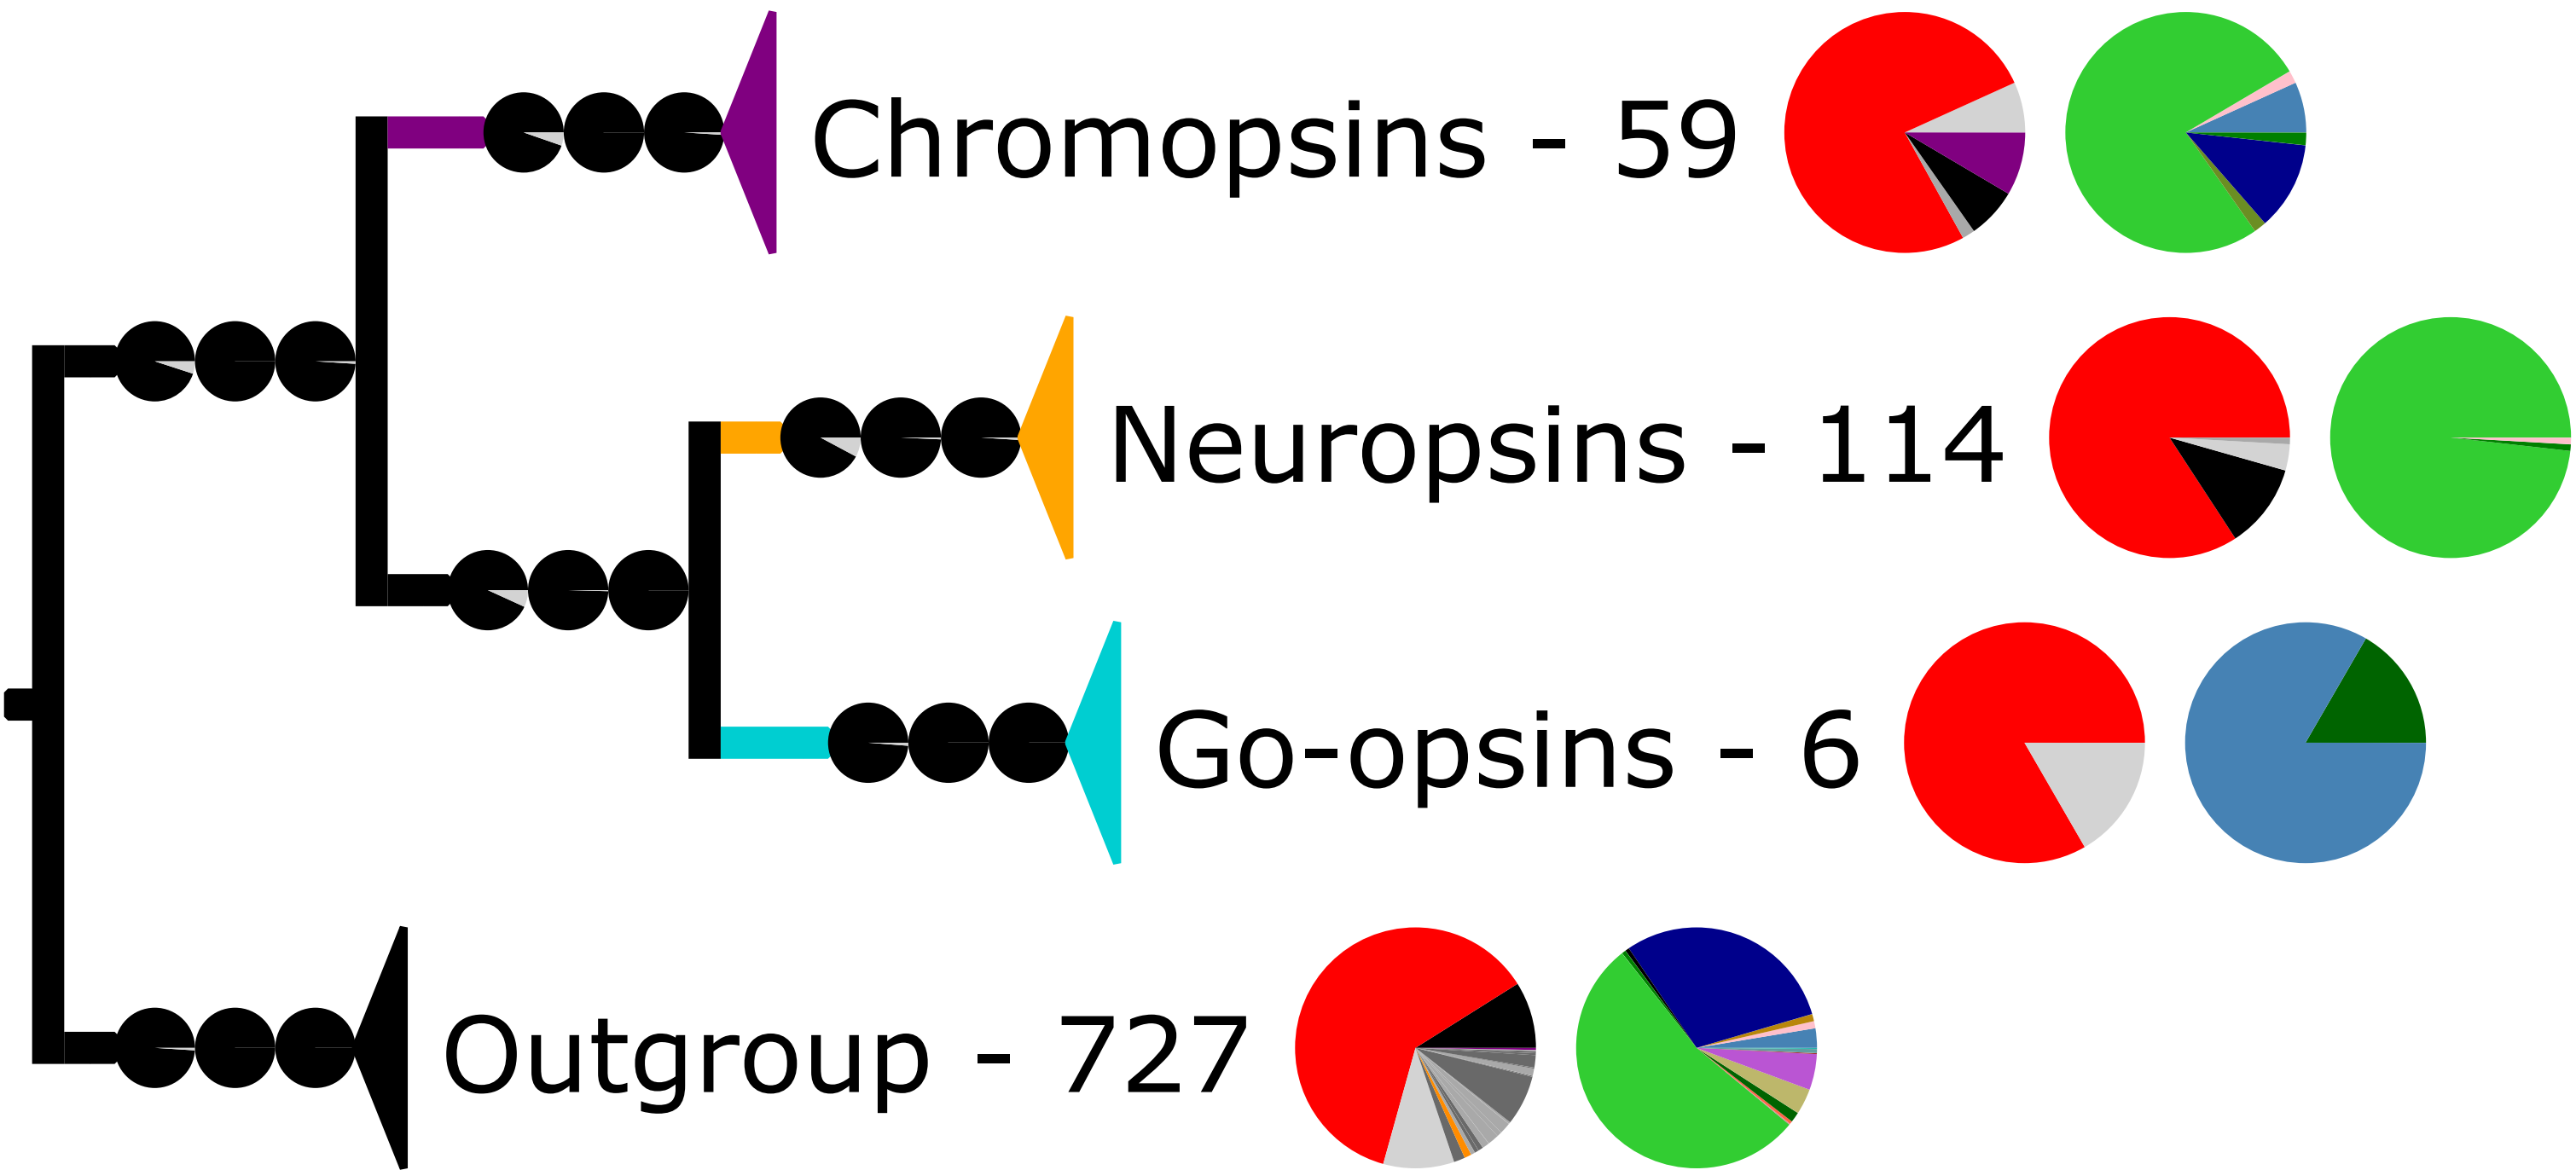 Chromopsins - 59
Neuropsins - 114
Go-opsins - 6
Outgroup - 727